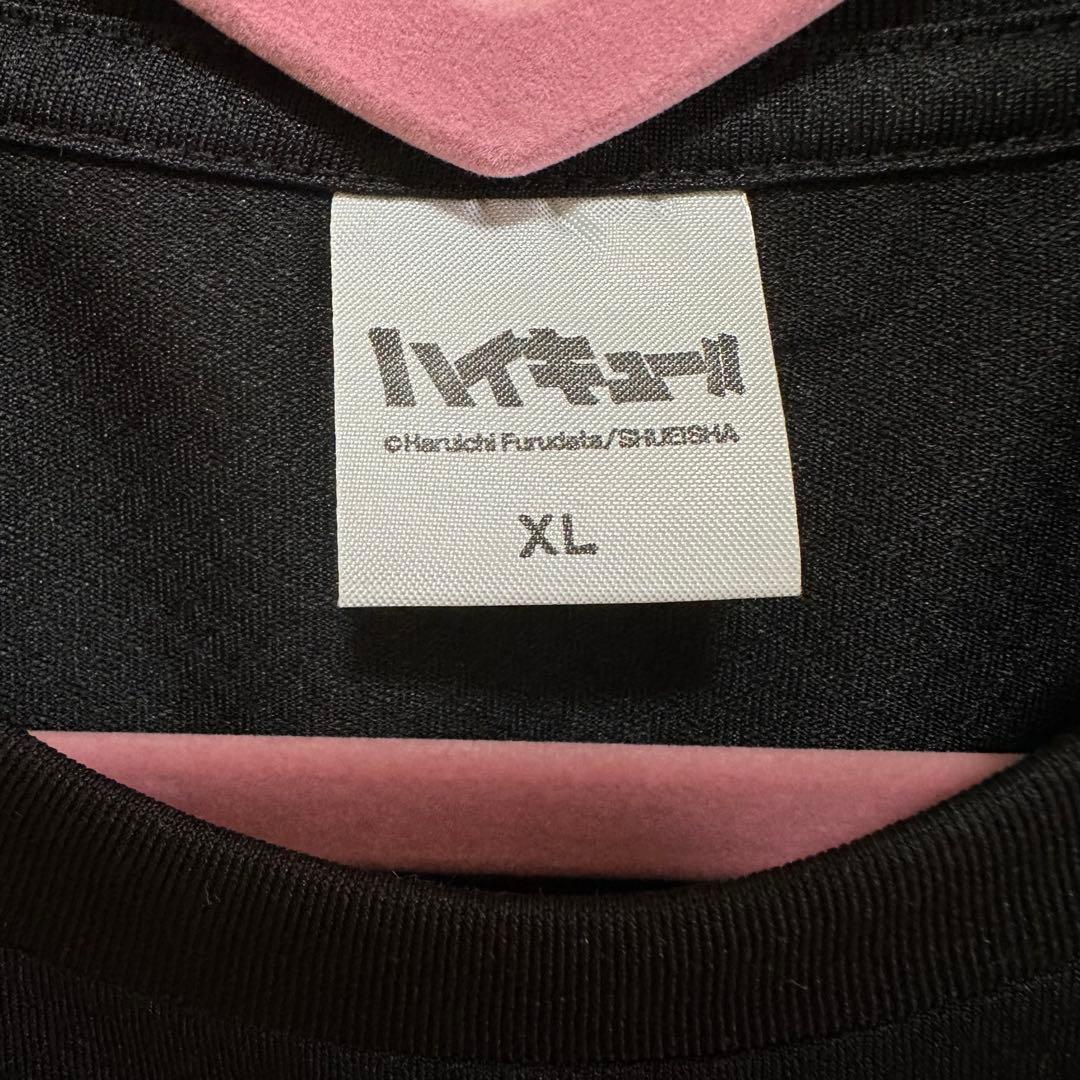 ハイキュー!!
©Haruichi Furudate/SHUEISHA
XL